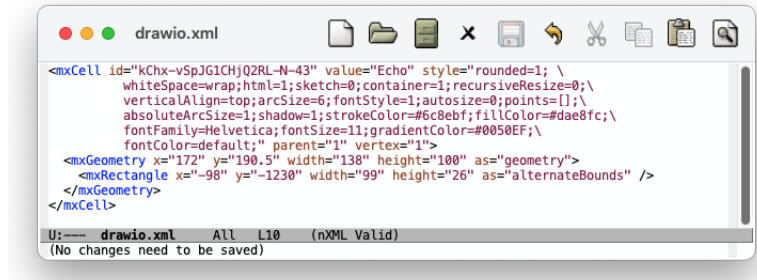 drawio.xml
<mxCell id="kChx-vSpJG1CHjQ2RL-N-43" value="Echo" style="rounded=1; \
whiteSpace=wrap;html=1;sketch=0;container=1;recursiveResize=0;\
verticalAlign=top;arcSize=6;fontStyle=1;autosize=0;points=[];\
absoluteArcSize=1;shadow=1;strokeColor=#6c8ebf;fillColor=#dae8fc;\
fontFamily=Helvetica;fontSize=11;gradientColor=#0050EF;\
fontColor=default;" parent="1" vertex="1">
<mxGeometry x="172" y="190.5" width="138" height="100" as="geometry">
<mxRectangle x="-98" y="-1230" width="99" height="26" as="alternateBounds" />
</mxGeometry>
</mxCell>
U:--- drawio.xml All L10 (nXML Valid)
(No changes need to be saved)